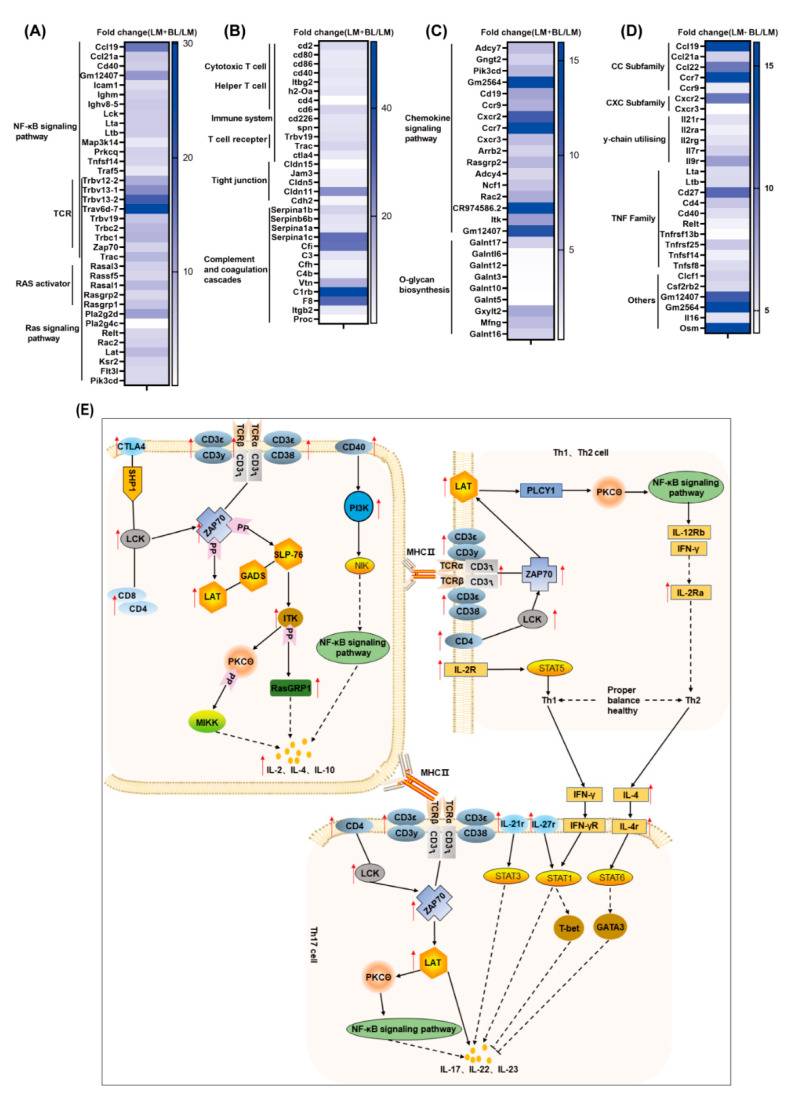 (A)
Fold change(LM+BL/LM)
Ccl19
Ccl21a
Cd40
Gm12407
Icam1
Ighm
Ighv8-5
Lck
Lta
Ltb
Map3k14
Prkcq
Tnfsf14
Traf5
Trbv12-2
Trbv13-1
Trbv13-2
Trav6d-7
Trbv19
Trbc2
Trbc1
Zap70
Trac
Rasal3
Rassf5
Rasal1
Rasgrp2
Rasgrp1
Pla2g2d
Pla2g4c
Relt
Rac2
Lat
Ksr2
Flt3l
Pik3cd
NF-κB signaling
pathway
TCR
RAS activator
Ras signaling
pathway
30
20
10
(B)
Fold change(LM+BL/LM)
cd2
cd80
cd86
cd40
Itbg2
h2-Oa
cd4
cd6
cd226
spn
Trbv19
Trac
ctla4
Cldn15
Jam3
Cldn5
Cldn11
Cdh2
Serpina1b
Serpinb6b
Serpina1a
Serpina1c
Cfi
C3
Cfh
C4b
Vtn
C1rb
F8
Itgb2
Proc
Cytotoxic T cell
Helper T cell
Immune system
T cell recepter
Tight junction
Complement
and coagulation
cascades
40
20
(C)
Fold change(LM+BL/LM)
Adcy7
Gngt2
Pik3cd
Gm2564
Cd19
Ccr9
Cxcr2
Ccr7
Cxcr3
Arrb2
Rasgrp2
Adcy4
Ncf1
Rac2
CR974586.2
Itk
Gm12407
Galnt17
Galntl6
Galnt12
Galnt3
Galnt10
Galnt5
Gxylt2
Mfng
Galnt16
Chemokine
signaling
pathway
O-glycan
biosynthesis
15
10
5
(D)
Fold change(LM- BL/LM)
Ccl19
Ccl21a
Ccl22
Ccr7
Ccr9
Cxcr2
Cxcr3
Il21r
Il2ra
Il2rg
Il7r
Il9r
Lta
Ltb
Cd27
Cd4
Cd40
Relt
Tnfrsf13b
Tnfrsf25
Tnfsf14
Tnfsf8
Clcf1
Csf2rb2
Gm12407
Gm2564
Il16
Osm
CC Subfamily
CXC Subfamily
γ-chain utilising
TNF Family
Others
15
10
5
(E)
CTLA4
SHP1
LCK
CD8
CD4
CD3ε
CD3γ
TCRβ
TCRα
CD3ʅ
CD3ʅ
CD3ε
CD38
CD40
ZAP70
PP
PP
LAT
GADS
SLP-76
ITK
PP
PKCΘ
PP
MIKK
RasGRP1
PI3K
NIK
NF-κB signaling
pathway
IL-2、IL-4、IL-10
MHCⅡ
Th1、Th2 cell
LAT
PLCY1
PKCΘ
NF-κB signaling
pathway
IL-12Rb
IFN-γ
IL-2Ra
CD3ε
CD3γ
TCRα
CD3ʅ
TCRβ
CD3ʅ
CD3ε
CD38
ZAP70
LCK
CD4
IL-2R
STAT5
Th1
Proper
balance
healthy
Th2
IFN-γ
IL-4
MHCⅡ
CD4
CD3ε
CD3γ
TCRβ
TCRα
CD3ʅ
CD3ʅ
CD3ε
CD38
IL-21r
IL-27r
IFN-γR
IL-4r
LCK
ZAP70
LAT
PKCΘ
NF-κB signaling pathway
STAT3
STAT1
STAT6
T-bet
GATA3
IL-17、IL-22、IL-23
Th17 cell